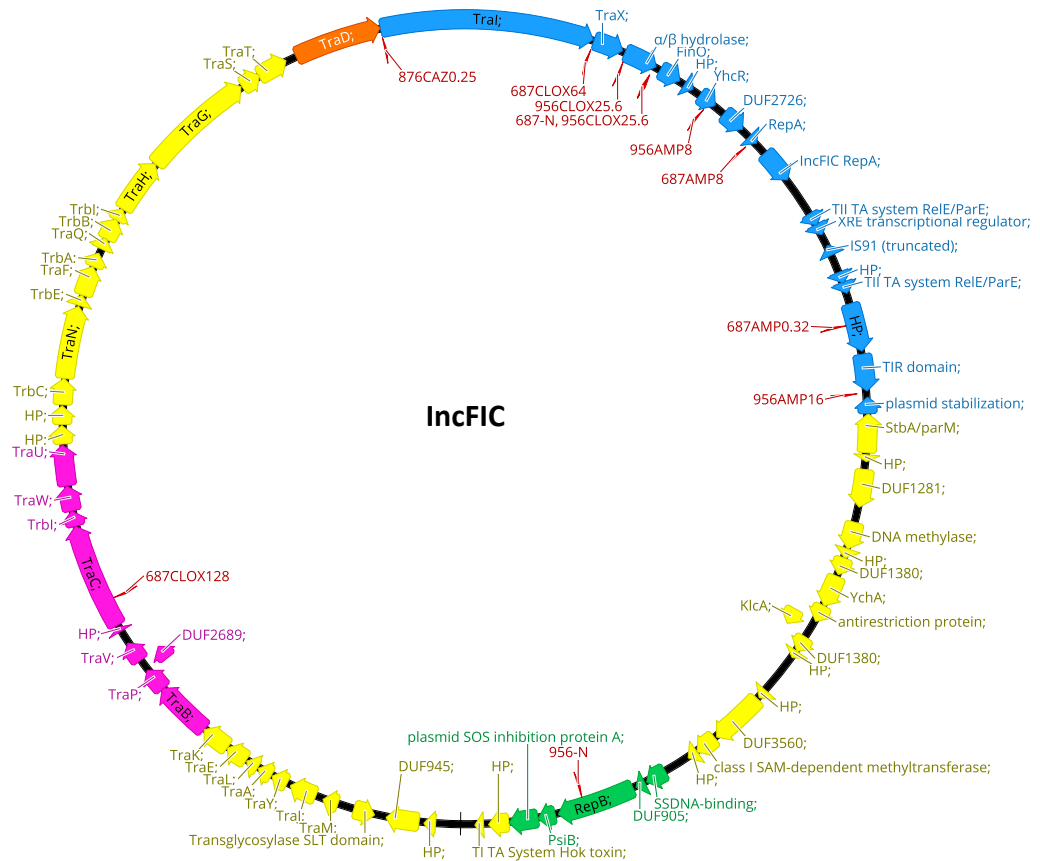 TraI;
TraX;
α/β hydrolase;
FinO;
HP;
YhcR;
DUF2726;
RepA;
IncFIC RepA;
TII TA system RelE/ParE;
XRE transcriptional regulator;
IS91 (truncated);
HP;
TII TA system RelE/ParE;
HP;
TIR domain;
plasmid stabilization;
StbA/parM;
HP;
DUF1281;
DNA methylase;
HP;
DUF1380;
YchA;
KlcA;
antirestriction protein;
DUF1380;
HP;
HP;
DUF3560;
class I SAM-dependent methyltransferase;
HP;
SSDNA-binding;
DUF905;
RepB;
PsiB;
plasmid SOS inhibition protein A;
HP;
TI TA System Hok toxin;
HP;
DUF945;
Transglycosylase SLT domain;
TraM;
TraJ;
TraY;
TraA;
TraL;
TraE;
TraK;
TraB;
TraP;
DUF2689;
TraV;
HP;
TraC;
TrbI;
TraW;
TraU;
HP;
HP;
TrbC;
TraN;
TrbE;
TraF;
TrbA;
TraQ;
TrbB;
TrbI;
TraH;
TraG;
TraS;
TraT;
TraD;
876CAZ0.25
687CLOX64
956CLOX25.6
687-N, 956CLOX25.6
956AMP8
687AMP8
687AMP0.32
956AMP16
956-N
687CLOX128
IncFIC